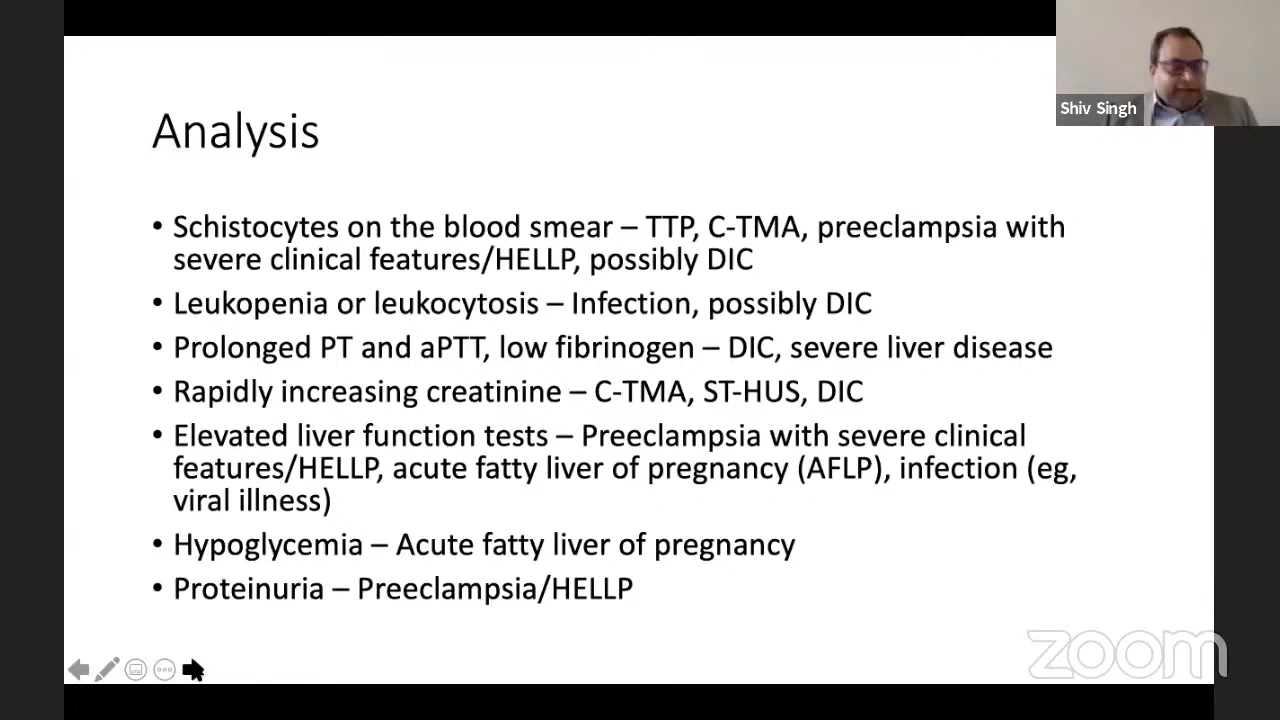 Shiv Singh
Analysis
• Schistocytes on the blood smear – TTP, C-TMA, preeclampsia with
severe clinical features/HELLP, possibly DIC
• Leukopenia or leukocytosis – Infection, possibly DIC
• Prolonged PT and aPTT, low fibrinogen – DIC, severe liver disease
• Rapidly increasing creatinine – C-TMA, ST-HUS, DIC
• Elevated liver function tests – Preeclampsia with severe clinical
features/HELLP, acute fatty liver of pregnancy (AFLP), infection (eg,
viral illness)
• Hypoglycemia – Acute fatty liver of pregnancy
• Proteinuria – Preeclampsia/HELLP
zoom